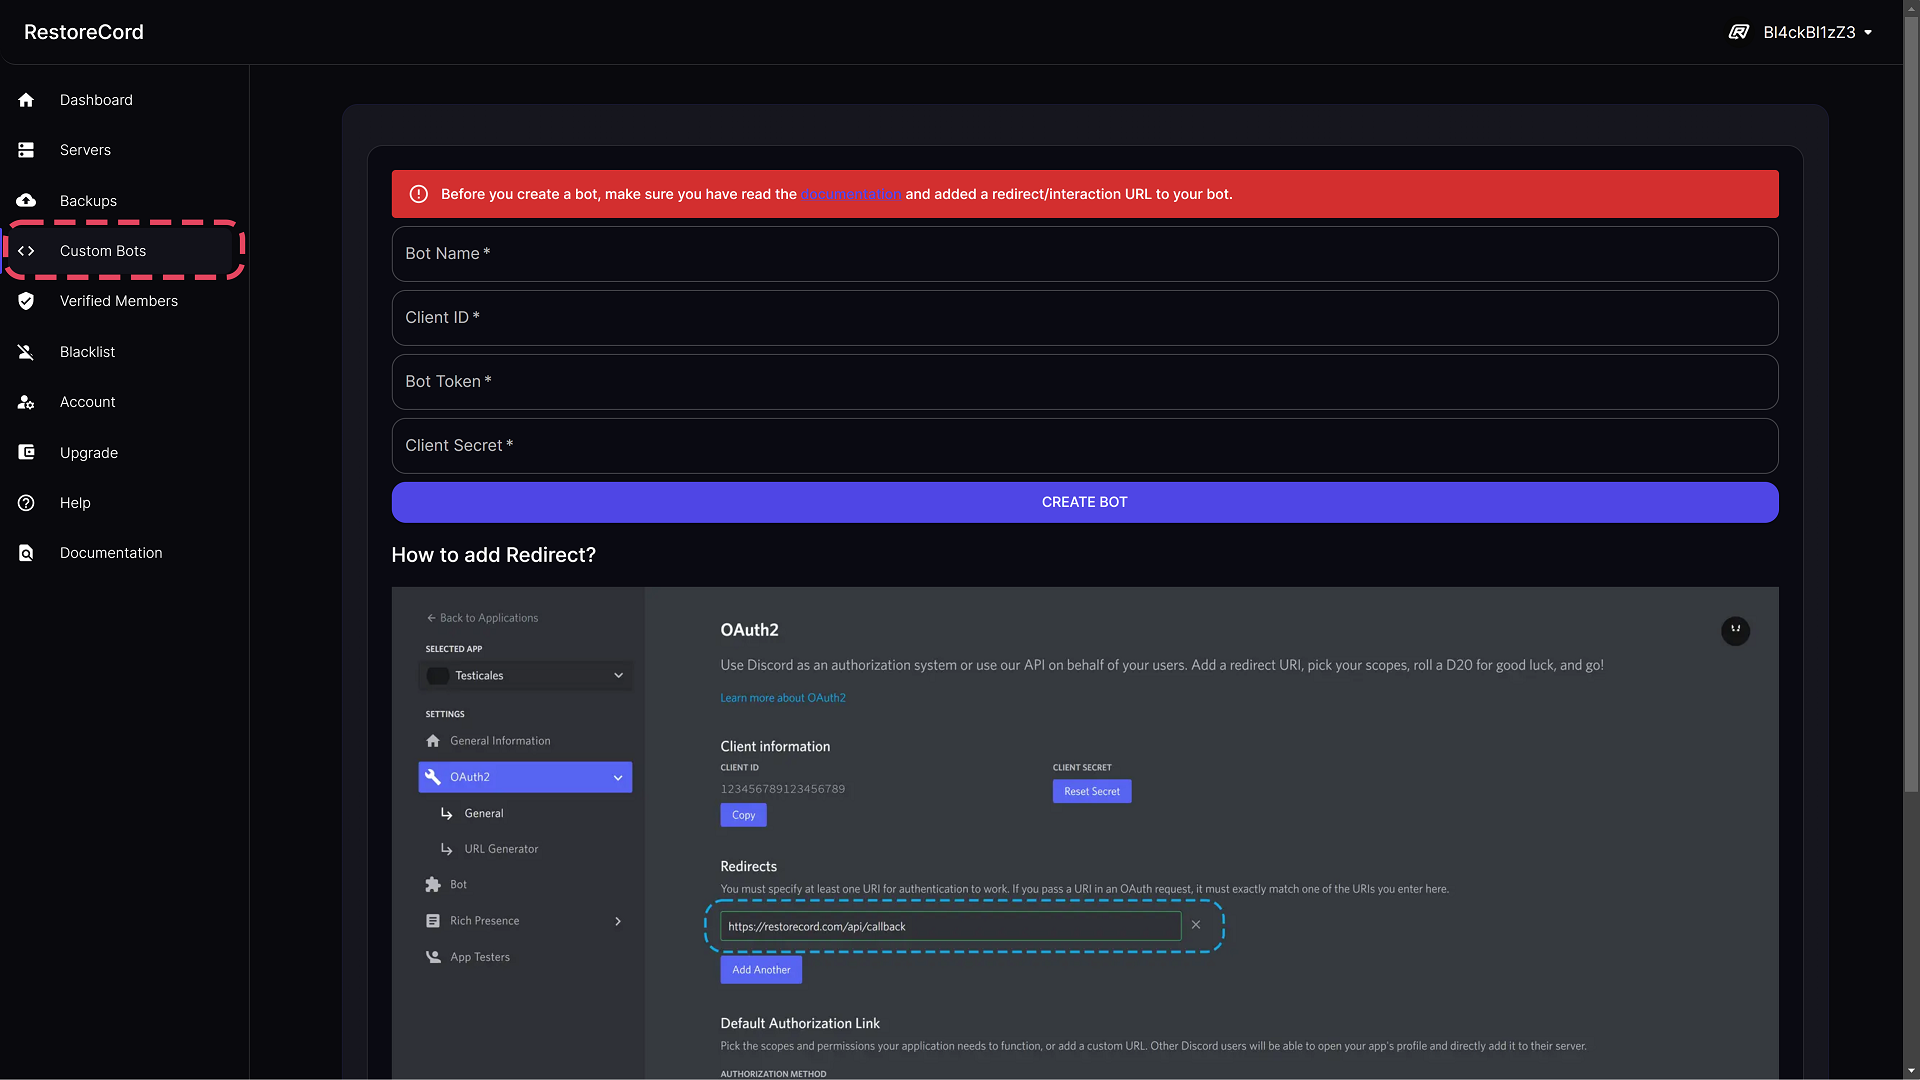 RestoreCord
Bl4ckBl1zZ3
Dashboard
Servers
Backups
Custom Bots
Verified Members
Blacklist
Account
Upgrade
Help
Documentation
Before you create a bot, make sure you have read the documentation and added a redirect/interaction URL to your bot.
Bot Name *
Client ID *
Bot Token *
Client Secret *
CREATE BOT
How to add Redirect?
Back to Applications
SELECTED APP
Testicales
SETTINGS
General Information
OAuth2
General
URL Generator
Bot
Rich Presence
App Testers
OAuth2
Use Discord as an authorization system or use our API on behalf of your users. Add a redirect URI, pick your scopes, roll a D20 for good luck, and go!
Learn more about OAuth2
Client information
CLIENT ID
CLIENT SECRET
123456789123456789
Reset Secret
Copy
Redirects
You must specify at least one URI for authentication to work. If you pass a URI in an OAuth request, it must exactly match one of the URIs you enter here.
https://restorecord.com/api/callback
Add Another
Default Authorization Link
Pick the scopes and permissions your application needs to function, or add a custom URL. Other Discord users will be able to open your app's profile and directly add it to their server.
AUTHORIZATION METHOD